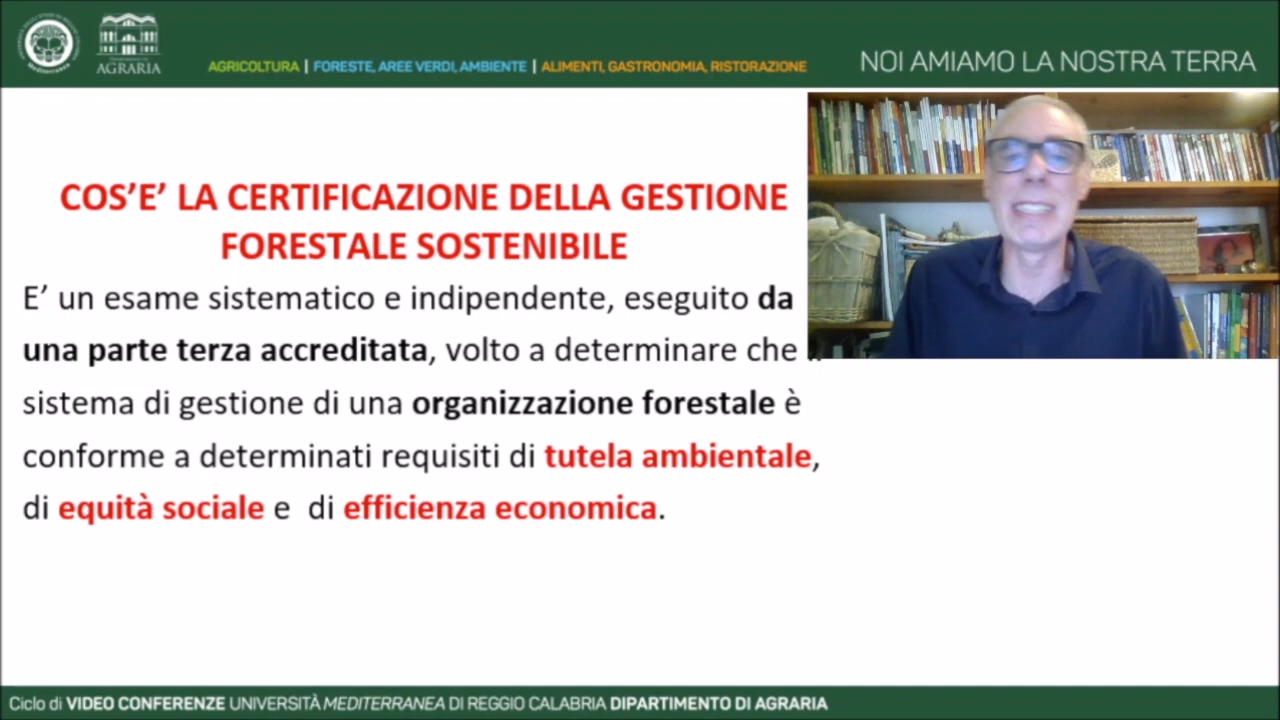 AGRARIA
AGRICOLTURA | FORESTE, AREE VERDI, AMBIENTE | ALIMENTI, GASTRONOMIA, RISTORAZIONE
NOI AMIAMO LA NOSTRA TERRA
COS'E' LA CERTIFICAZIONE DELLA GESTIONE
FORESTALE SOSTENIBILE
E' un esame sistematico e indipendente, eseguito da
una parte terza accreditata, volto a determinare che
sistema di gestione di una organizzazione forestale è
conforme a determinati requisiti di tutela ambientale,
di equità sociale e di efficienza economica.
Ciclo di VIDEO CONFERENZE UNIVERSITÀ MEDITERRANEA DI REGGIO CALABRIA DIPARTIMENTO DI AGRARIA